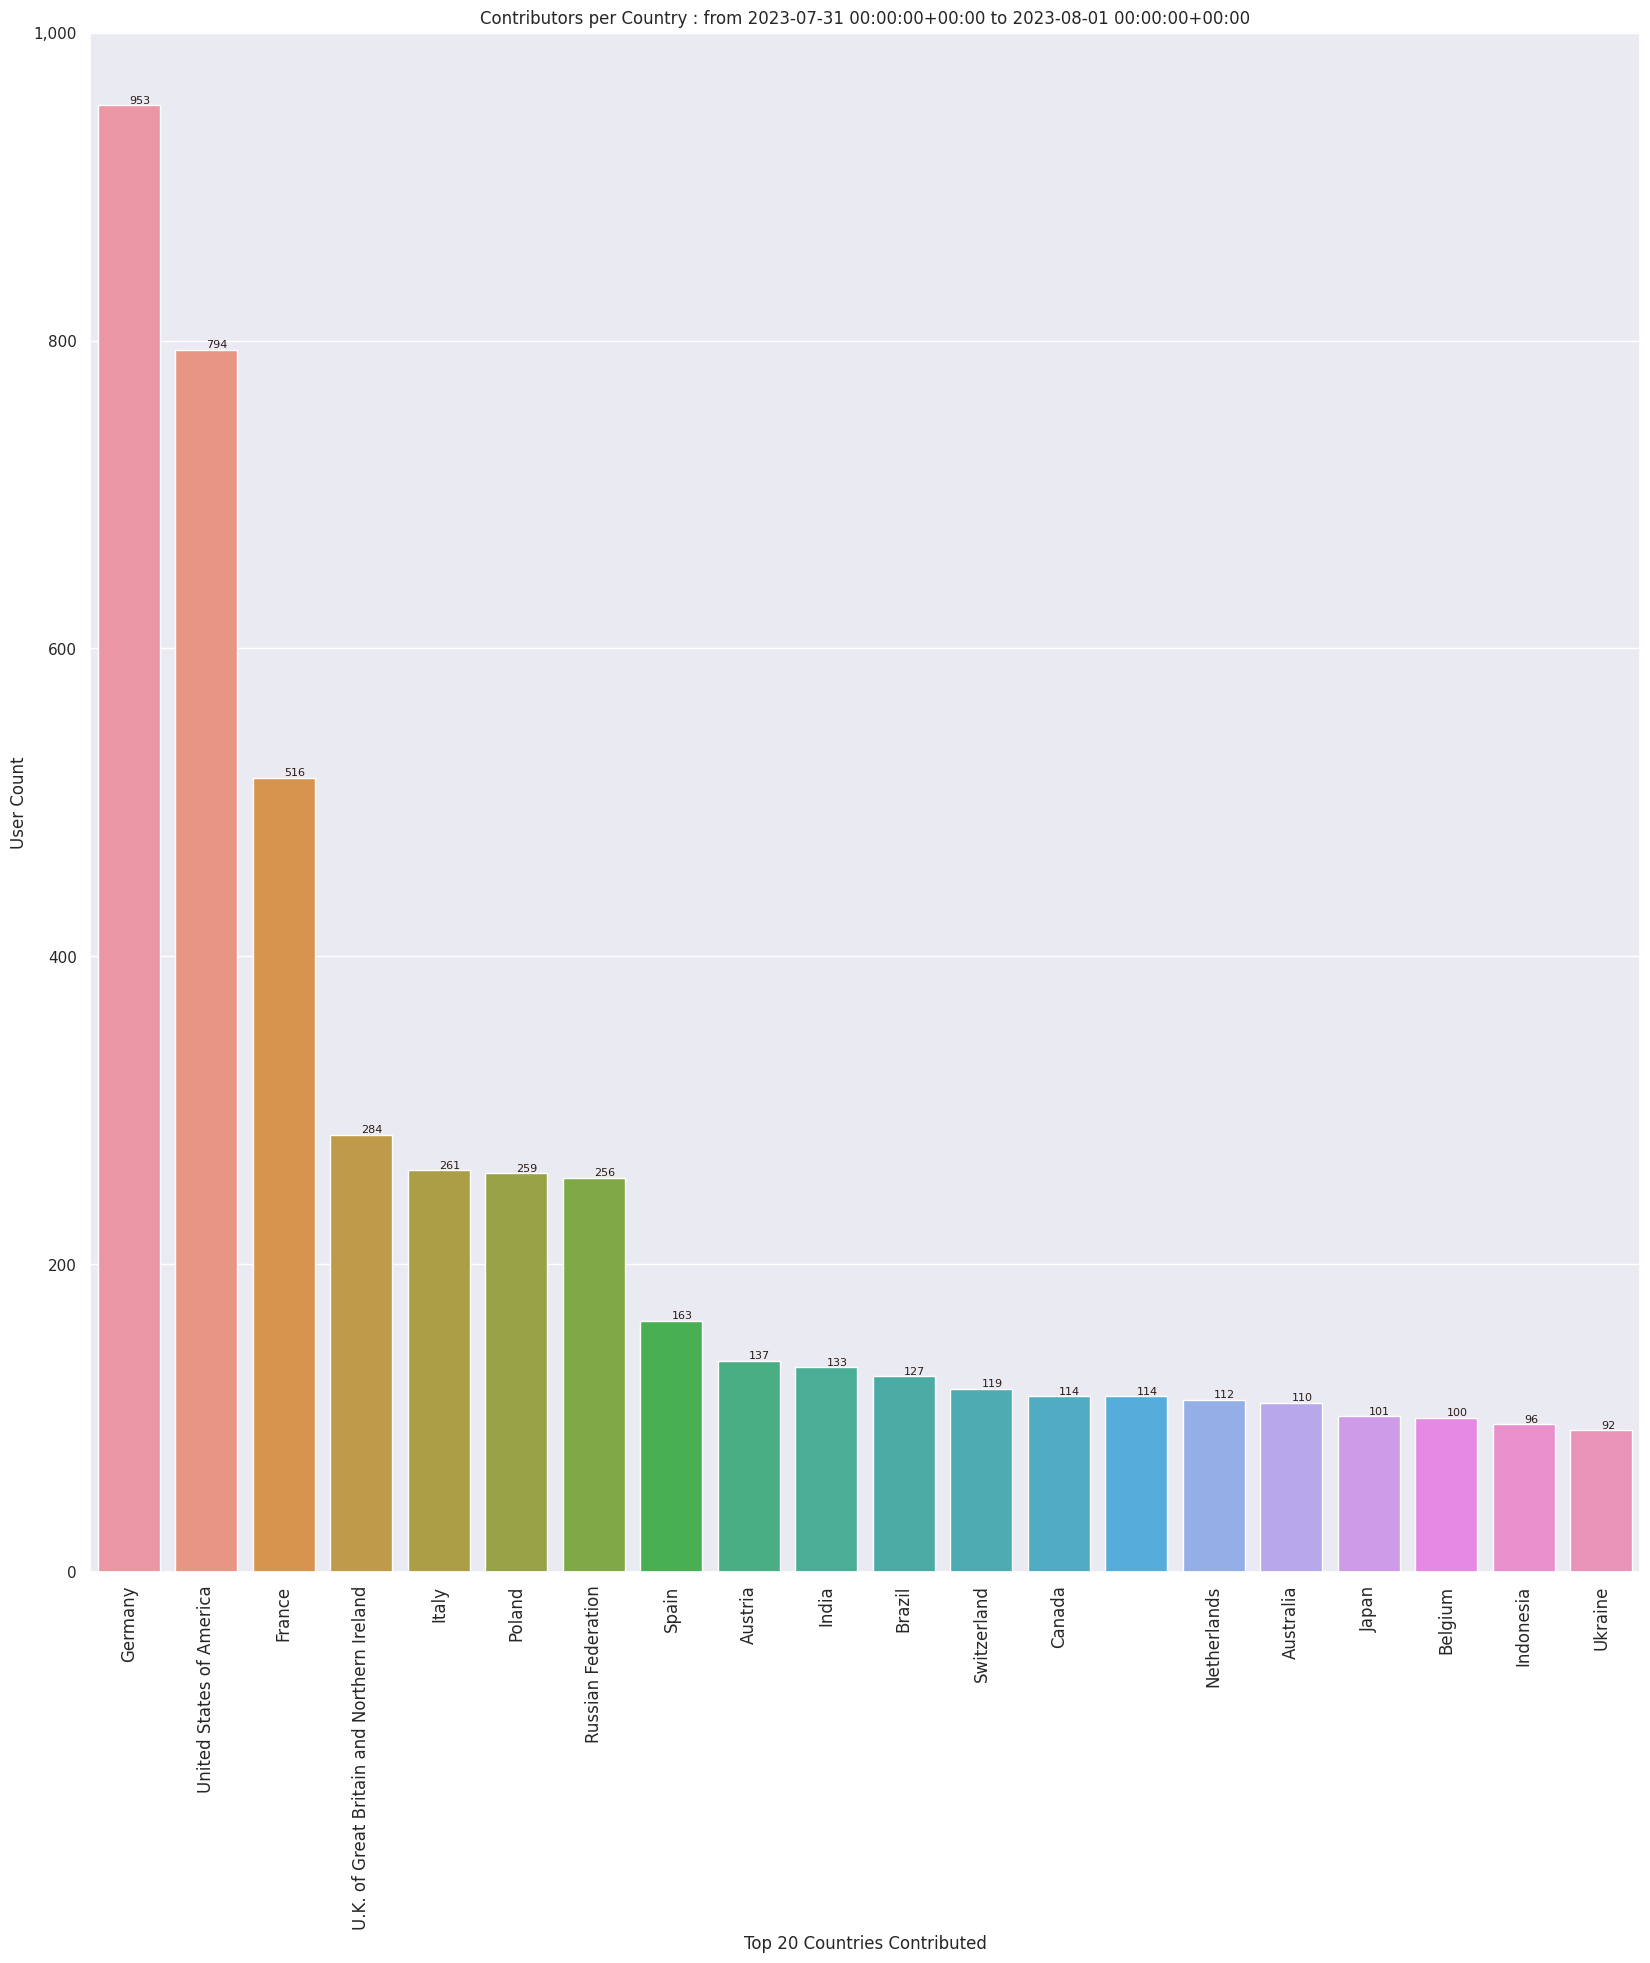 Contributors per Country : from 2023-07-31 00:00:00+00:00 to 2023-08-01 00:00:00+00:00
User Count
1,000
800
600
400
200
0
953
794
516
284
261
259
256
163
137
133
127
119
114
114
112
110
101
100
96
92
Germany
United States of America
France
U.K. of Great Britain and Northern Ireland
Italy
Poland
Russian Federation
Spain
Austria
India
Brazil
Switzerland
Canada
Netherlands
Australia
Japan
Belgium
Indonesia
Ukraine
Top 20 Countries Contributed